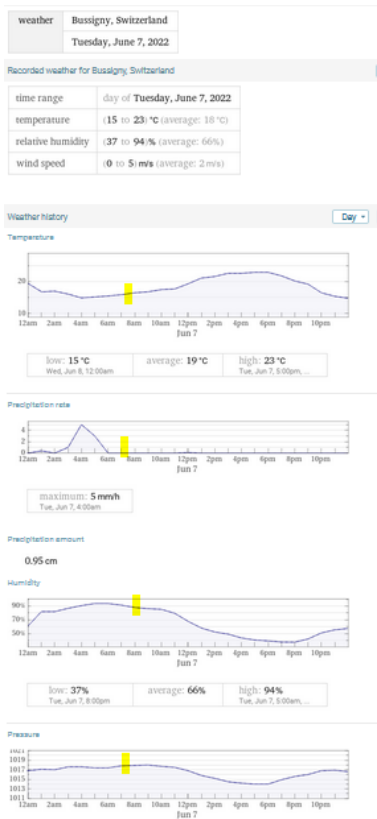 weather Bussigny, Switzerland
Tuesday, June 7, 2022
Recorded weather for Bussigny, Switzerland
time range day of Tuesday, June 7, 2022
temperature (15 to 23) °C (average: 18 °C)
relative humidity (37 to 94)% (average: 66%)
wind speed (0 to 5) m/s (average: 2 m/s)
Weather history Day
Temperature
20
10
12am 2am 4am 6am 8am 10am 12pm 2pm 4pm 6pm 8pm 10pm
Jun 7
low: 15 °C average: 19 °C high: 23 °C
Wed, Jun 8, 12:00am Tue, Jun 7, 5:00pm, ...
Precipitation rate
4
2
0
12am 2am 4am 6am 8am 10am 12pm 2pm 4pm 6pm 8pm 10pm
Jun 7
maximum: 5 mm/h
Tue, Jun 7, 4:00am
Precipitation amount
0.95 cm
Humidity
90%
70%
50%
12am 2am 4am 6am 8am 10am 12pm 2pm 4pm 6pm 8pm 10pm
Jun 7
low: 37% average: 66% high: 94%
Tue, Jun 7, 8:00pm Tue, Jun 7, 5:00am, ...
Pressure
1021
1019
1017
1015
1013
1011
12am 2am 4am 6am 8am 10am 12pm 2pm 4pm 6pm 8pm 10pm
Jun 7